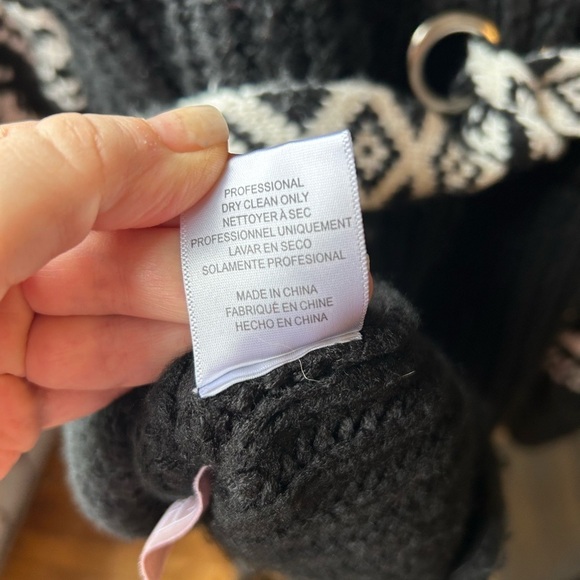 PROFESSIONAL
DRY CLEAN ONLY
NETTOYER À SEC
PROFESSIONNEL UNIQUEMENT
LAVAR EN SECO
SOLAMENTE PROFESIONAL
MADE IN CHINA
FABRIQUÉ EN CHINE
HECHO EN CHINA